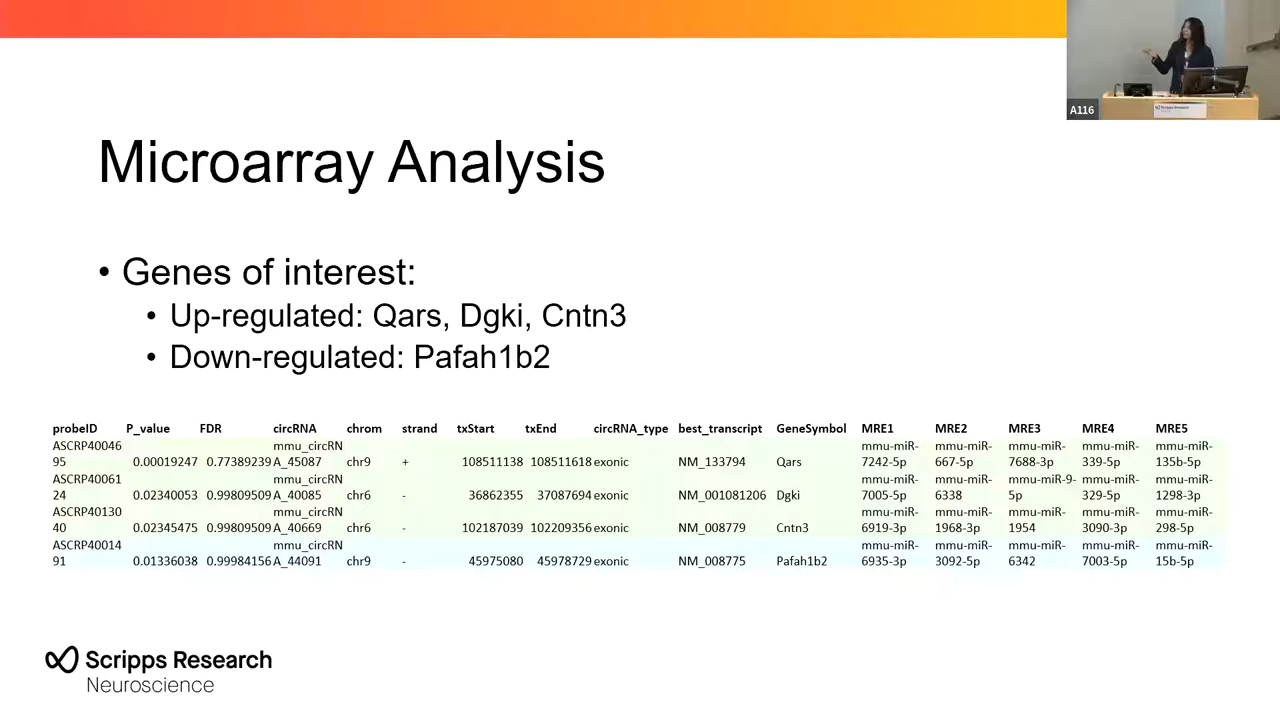 A116
Scripps Research
Microarray Analysis
• Genes of interest:
• Up-regulated: Qars, Dgki, Cntn3
• Down-regulated: Pafah1b2
probeID P_value FDR circRNA chrom strand txStart txEnd circRNA_type best_transcript GeneSymbol MRE1 MRE2 MRE3 MRE4 MRE5
ASCRP40046 mmu_circRN mmu-miR- mmu-miR- mmu-miR- mmu-miR- mmu-miR-
95 0.00019247 0.77389239 A_45087 chr9 + 108511138 108511618 exonic NM_133794 Qars 7242-5p 667-5p 7688-3p 339-5p 135b-5p
ASCRP40061 mmu_circRN mmu-miR- mmu-miR- mmu-miR-9- mmu-miR- mmu-miR-
24 0.02340053 0.99809509 A_40085 chr6 - 36862355 37087694 exonic NM_001081206 Dgki 7005-5p 6338 5p 329-5p 1298-3p
ASCRP40130 mmu_circRN mmu-miR- mmu-miR- mmu-miR- mmu-miR- mmu-miR-
40 0.02345475 0.99809509 A_40669 chr6 - 102187039 102209356 exonic NM_008779 Cntn3 6919-3p 1968-3p 1954 3090-3p 298-5p
ASCRP40014 mmu_circRN mmu-miR- mmu-miR- mmu-miR- mmu-miR- mmu-miR-
91 0.01336038 0.99984156 A_44091 chr9 - 45975080 45978729 exonic NM_008775 Pafah1b2 6935-3p 3092-5p 6342 7003-5p 15b-5p
Scripps Research
Neuroscience